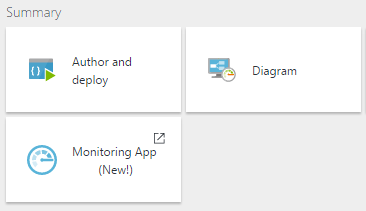 Summary
Author and
deploy
Diagram
Monitoring App
(New!)